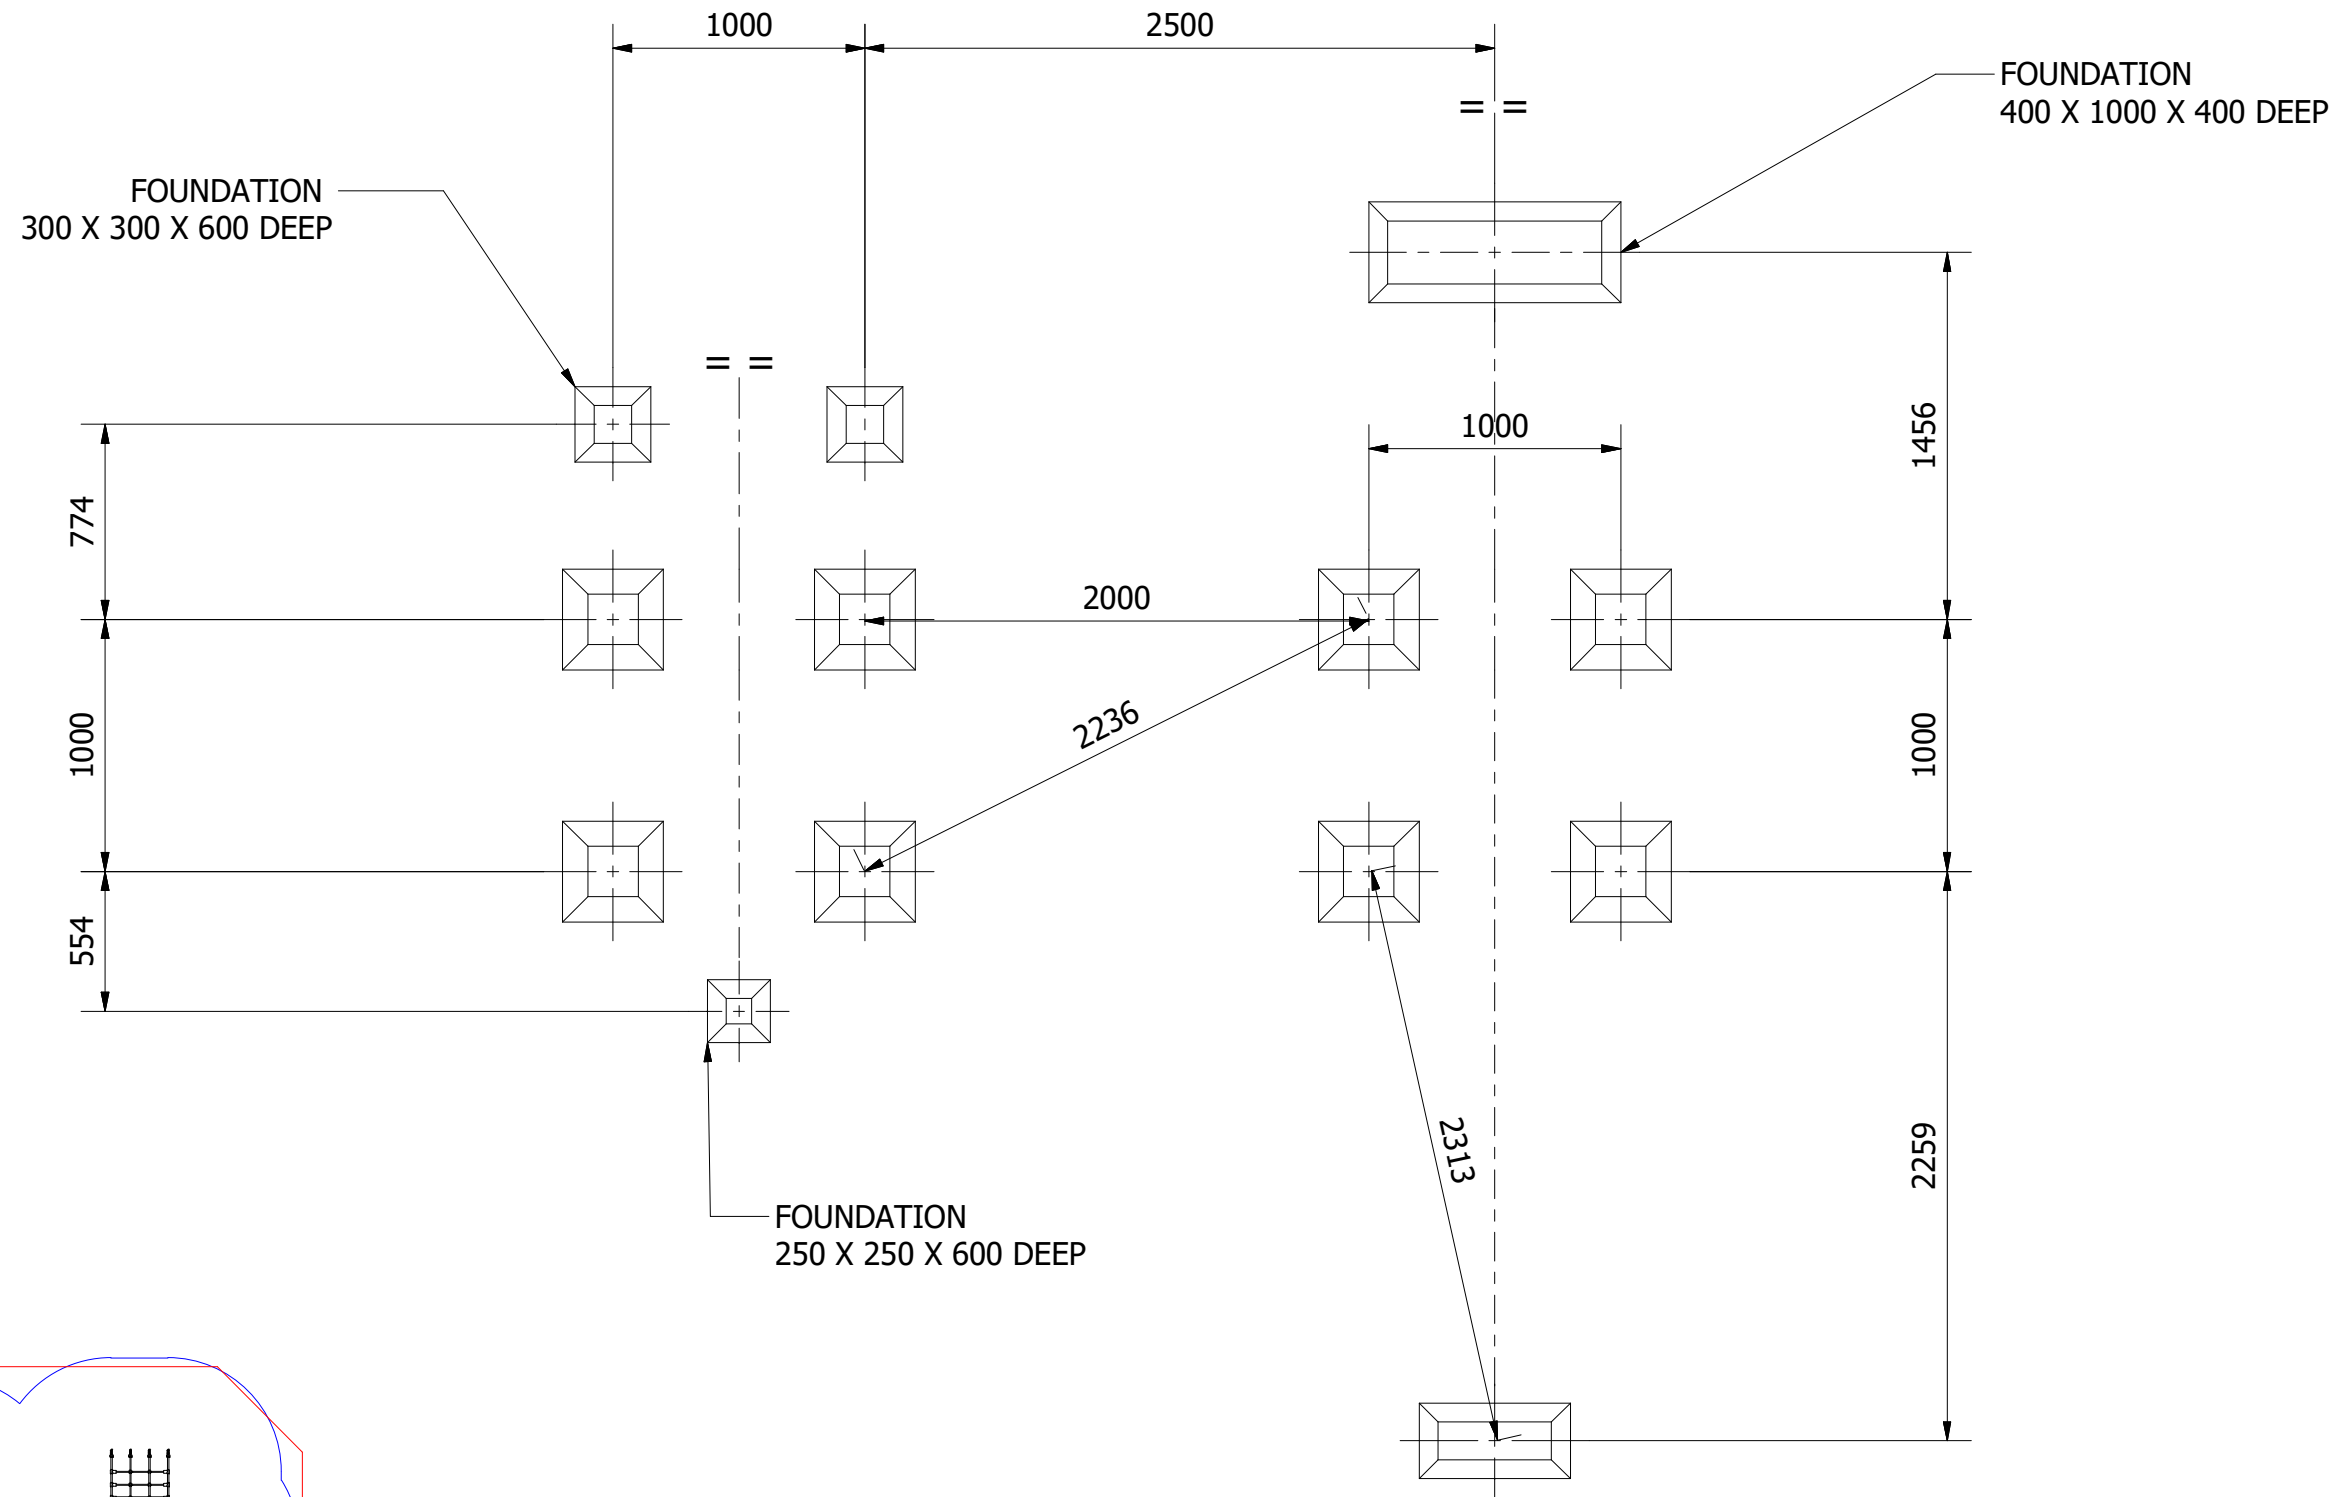 1000
2500
= =
FOUNDATION
400 X 1000 X 400 DEEP
FOUNDATION
300 X 300 X 600 DEEP
= =
1000
1456
774
2000
2236
1000
1000
554
2313
2259
FOUNDATION
250 X 250 X 600 DEEP